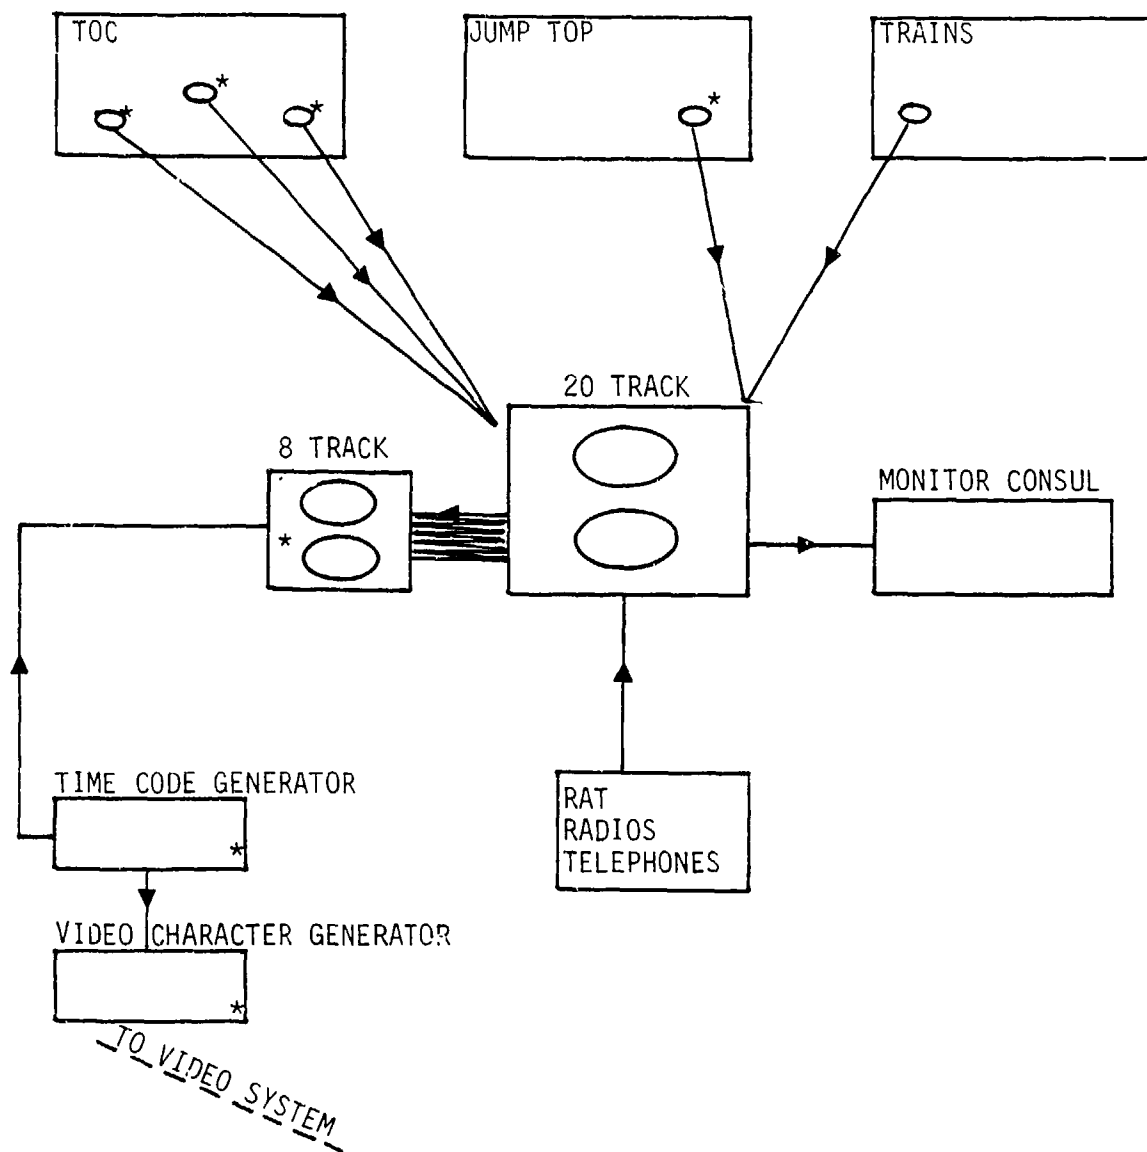 TOC
JUMP TOP
TRAINS
*
*
*
*
20 TRACK
8 TRACK
*
MONITOR CONSUL
TIME CODE GENERATOR
*
RAT
RADIOS
TELEPHONES
VIDEO CHARACTER GENERATOR
*
TO VIDEO SYSTEM